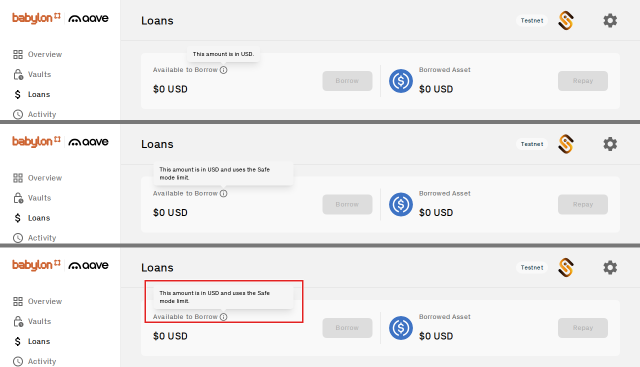 babylon aave
Loans
Testnet
This amount is in USD.
Overview
Vaults
Loans
Activity
Available to Borrow
$0 USD
Borrow
Borrowed Asset
$0 USD
Repay
babylon aave
Loans
Testnet
This amount is in USD and uses the Safe
mode limit.
Overview
Vaults
Loans
Activity
Available to Borrow
$0 USD
Borrow
Borrowed Asset
$0 USD
Repay
babylon aave
Loans
Testnet
This amount is in USD and uses the Safe
mode limit.
Overview
Vaults
Loans
Activity
Available to Borrow
$0 USD
Borrow
Borrowed Asset
$0 USD
Repay